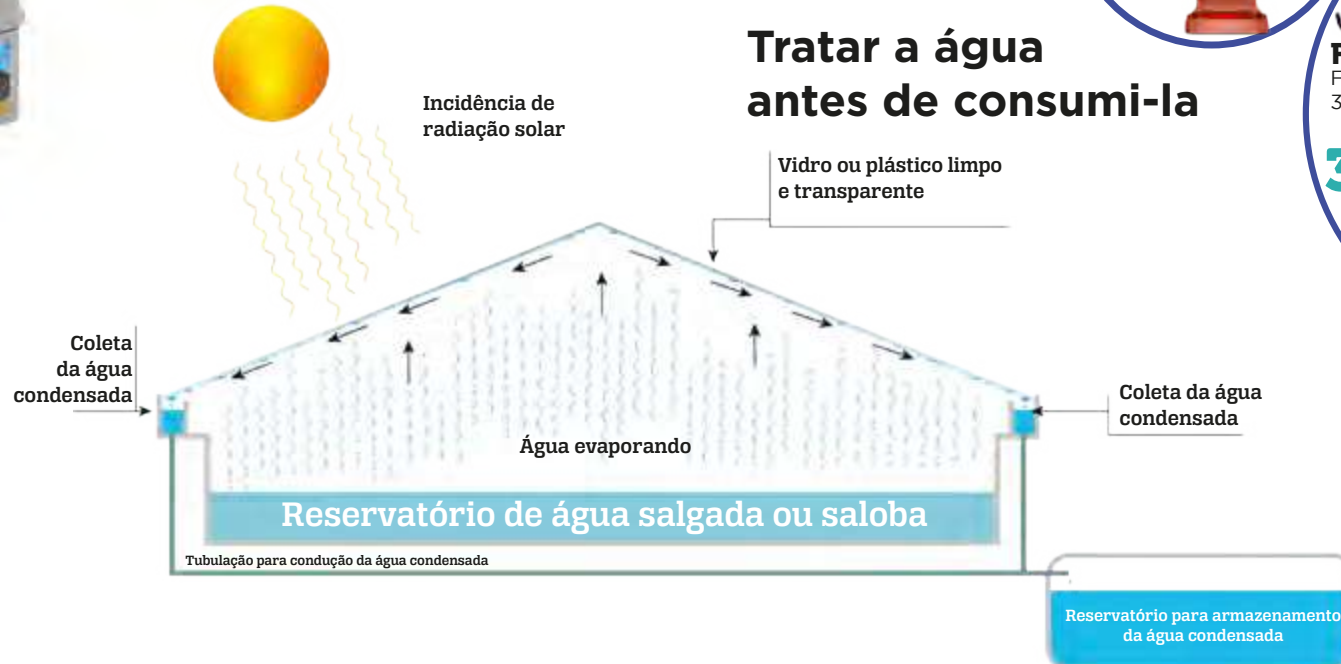 Tratar a água
antes de consumi-la
Incidência de
radiação solar
Vidro ou plástico limpo
e transparente
Coleta
da água
condensada
Coleta da água
condensada
Água evaporando
Reservatório de água salgada ou saloba
Tubulação para condução da água condensada
Reservatório para armazenamento
da água condensada